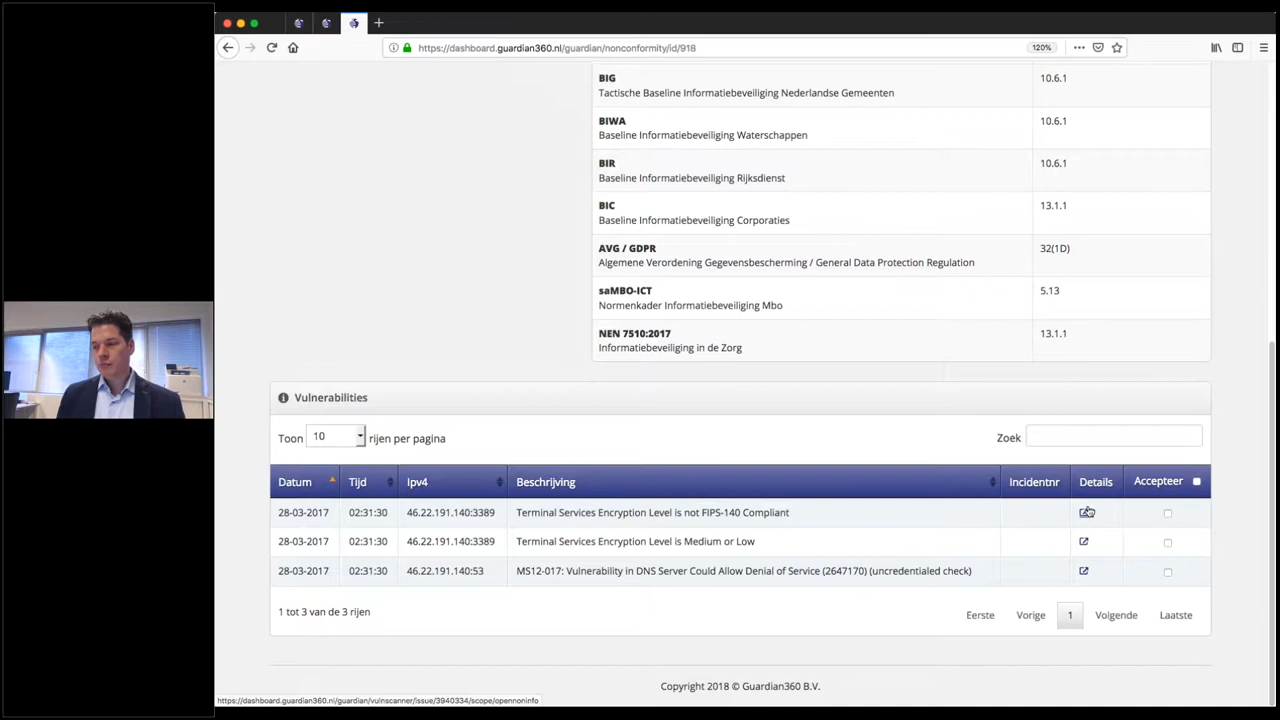 https://dashboard.guardian360.nl/guardian/nonconformity/id/918
120%
BIG
Tactische Baseline Informatiebeveiliging Nederlandse Gemeenten
10.6.1
BIWA
Baseline Informatiebeveiliging Waterschappen
10.6.1
BIR
Baseline Informatiebeveiliging Rijksdienst
10.6.1
BIC
Baseline Informatiebeveiliging Corporaties
13.1.1
AVG / GDPR
Algemene Verordening Gegevensbescherming / General Data Protection Regulation
32(1D)
saMBO-ICT
Normenkader Informatiebeveiliging Mbo
5.13
NEN 7510:2017
Informatiebeveiliging in de Zorg
13.1.1
Vulnerabilities
Toon 10 rijen per pagina
Zoek
Datum Tijd Ipv4 Beschrijving Incidentnr Details Accepteer
28-03-2017 02:31:30 46.22.191.140:3389 Terminal Services Encryption Level is not FIPS-140 Compliant
28-03-2017 02:31:30 46.22.191.140:3389 Terminal Services Encryption Level is Medium or Low
28-03-2017 02:31:30 46.22.191.140:53 MS12-017: Vulnerability in DNS Server Could Allow Denial of Service (2647170) (uncredentialed check)
1 tot 3 van de 3 rijen
Eerste Vorige 1 Volgende Laatste
Copyright 2018 © Guardian360 B.V.
https://dashboard.guardian360.nl/guardian/vulnscanner/issue/3940334/scope/opennoninfo